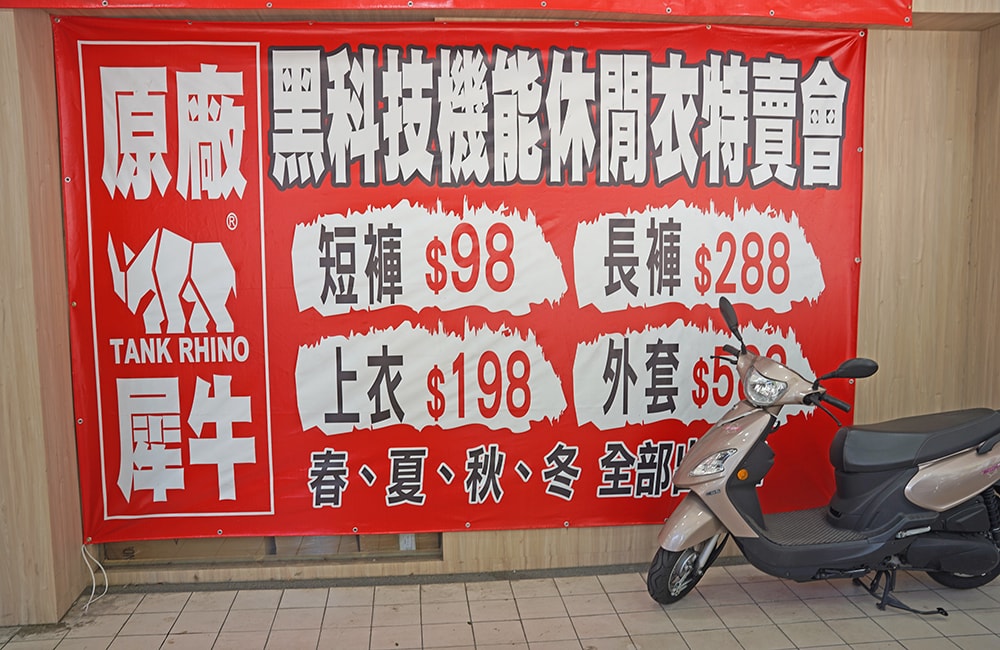 原廠
®
TANK RHINO
犀牛
黑科技機能休閒衣特賣會
短褲 $98
長褲 $288
上衣 $198
外套 $5
春、夏、秋、冬 全部